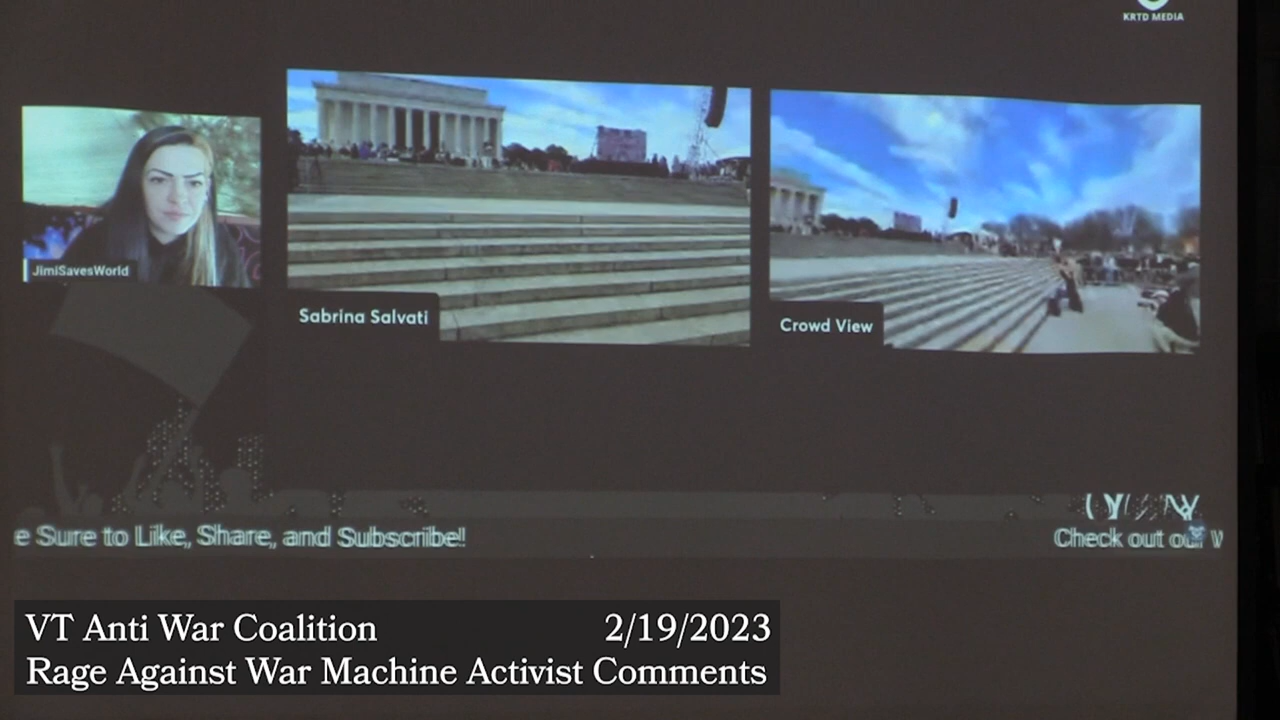 KRTD MEDIA
JimiSavesWorld
Sabrina Salvati
Crowd View
e Sure to Like, Share, and Subscribe!
Check out our W
VT Anti War Coalition 2/19/2023
Rage Against War Machine Activist Comments